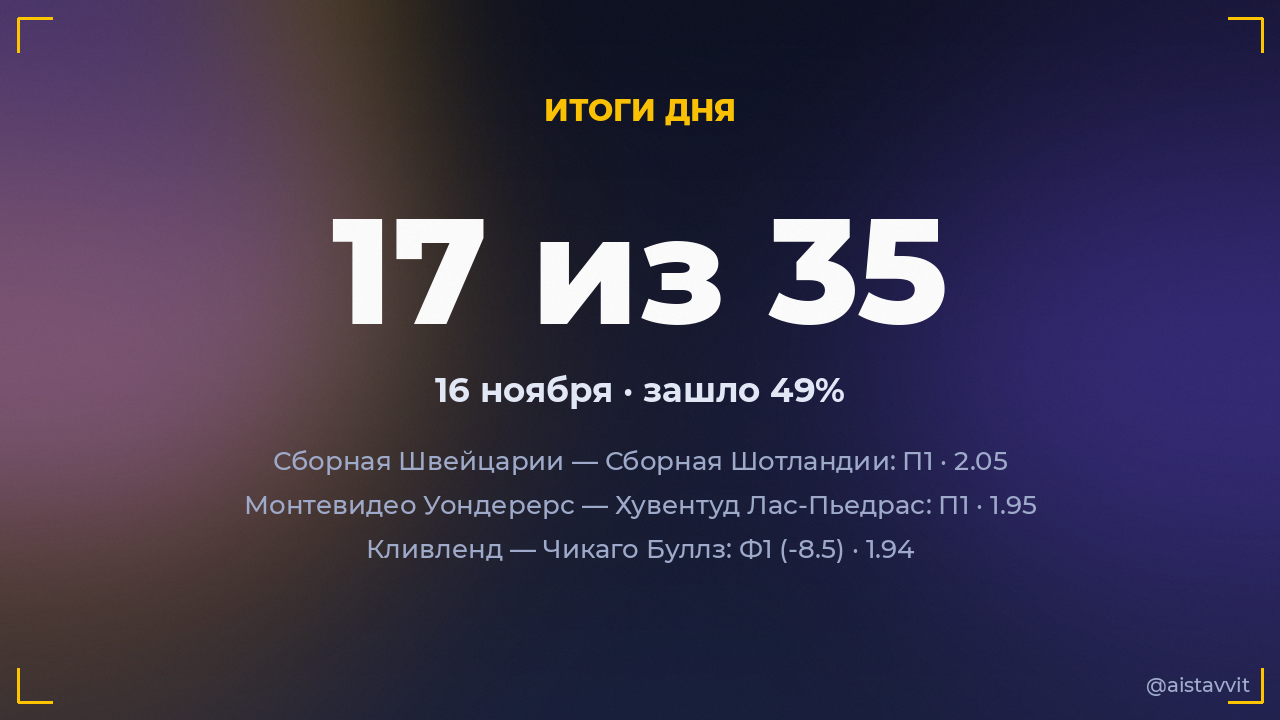 ИТОГИ ДНЯ
17 из 35
16 ноября · зашло 49%
Сборная Швейцарии — Сборная Шотландии: П1 · 2.05
Монтевидео Уондерерс — Хувентуд Лас-Пьедрас: П1 · 1.95
Кливленд — Чикаго Буллз: Ф1 (-8.5) · 1.94
@aistavvit